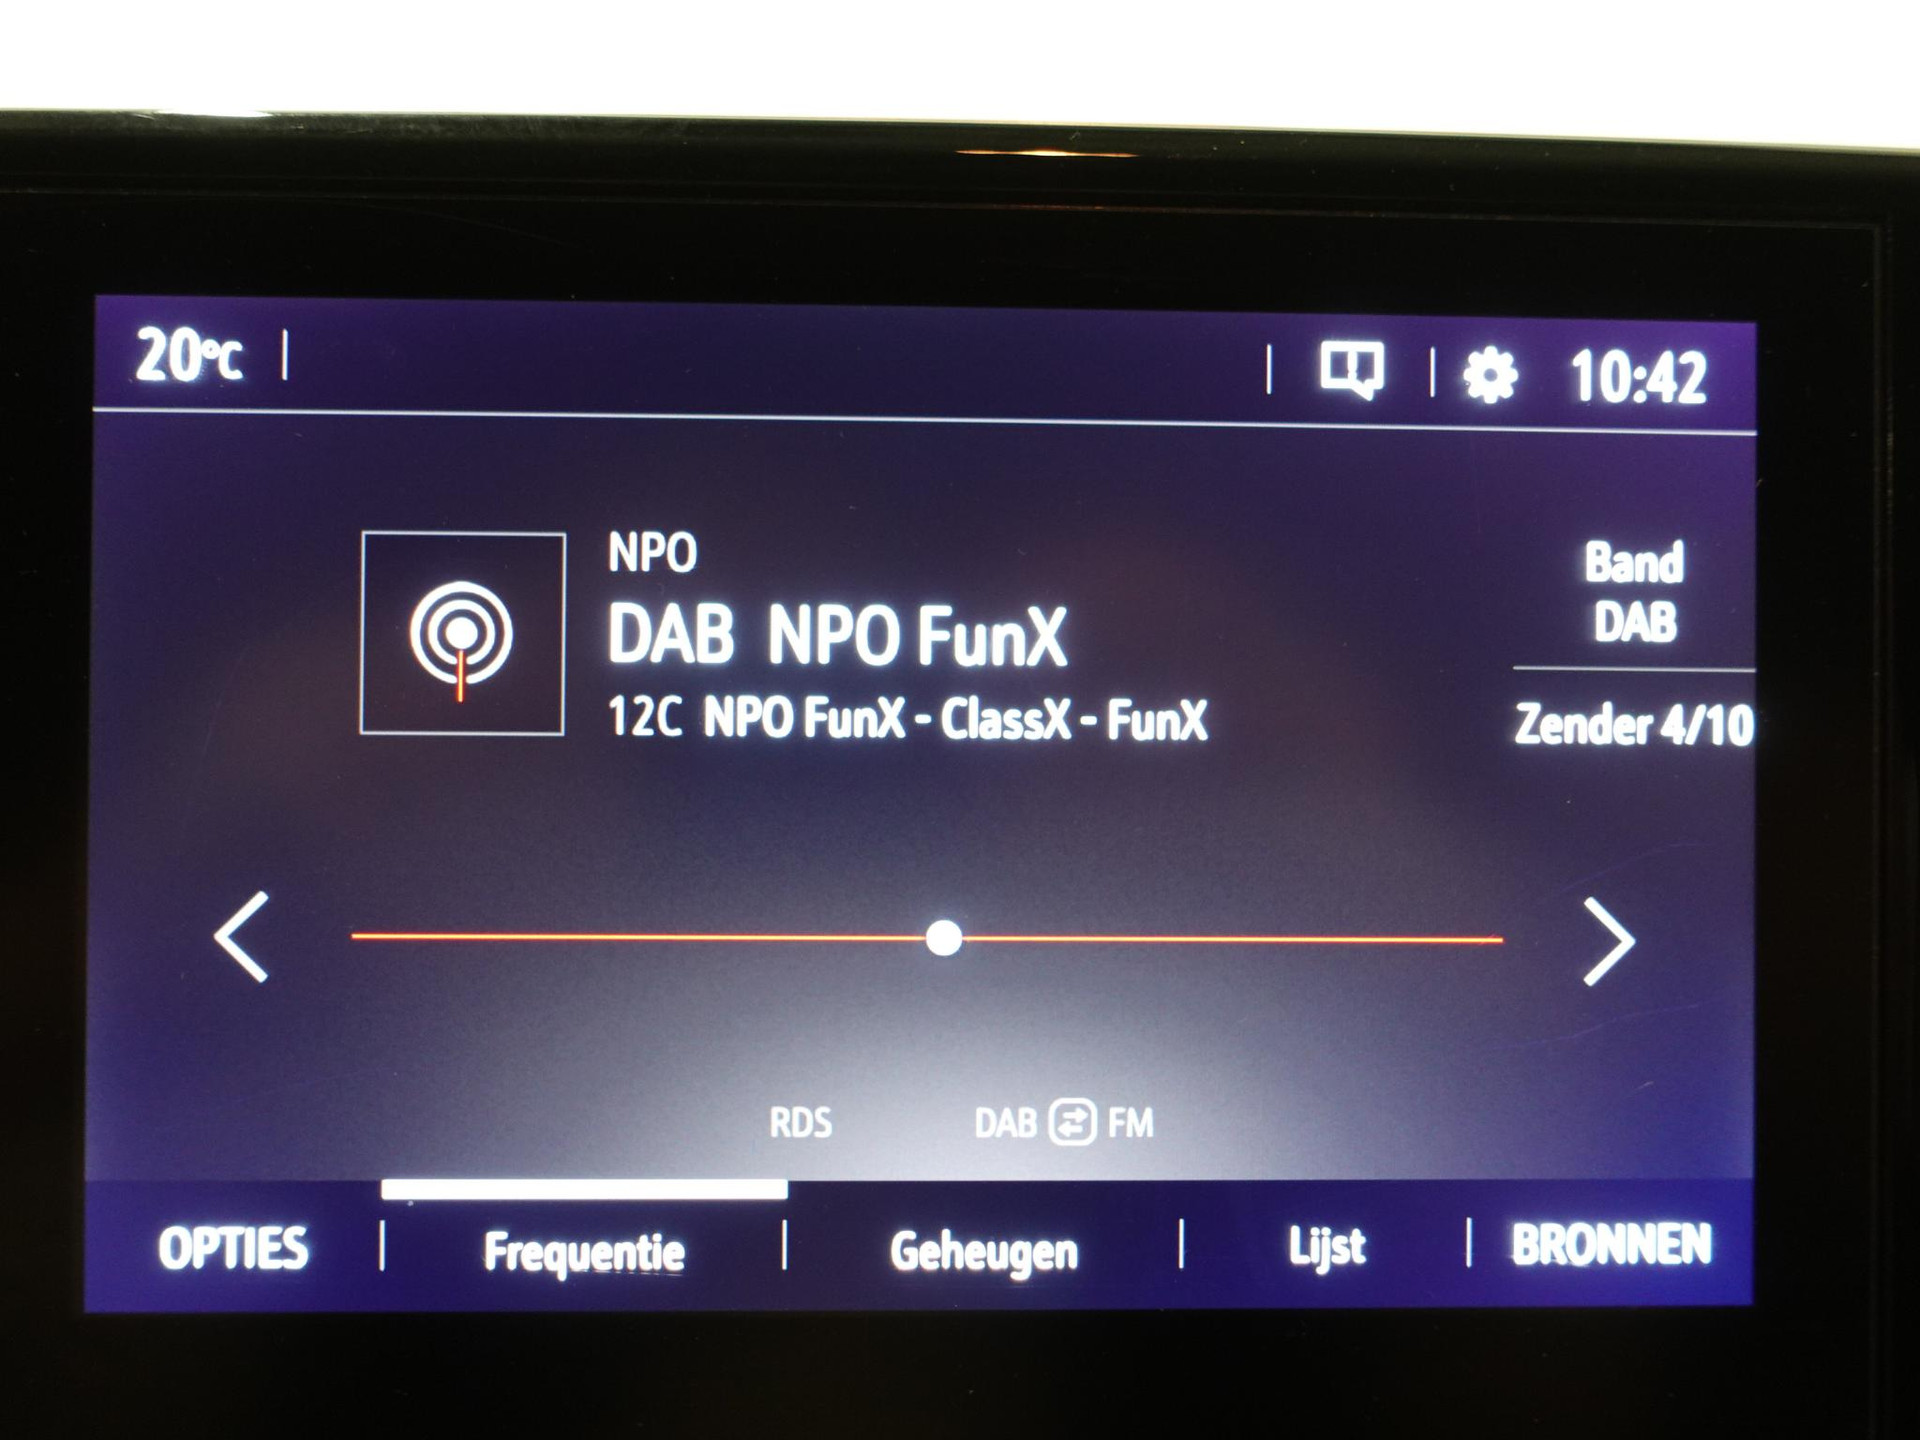 20°C
10:42
NPO
DAB NPO FunX
12C NPO FunX - ClassX - FunX
Band
DAB
Zender 4/10
RDS
DAB FM
OPTIES
Frequentie
Geheugen
Lijst
BRONNEN